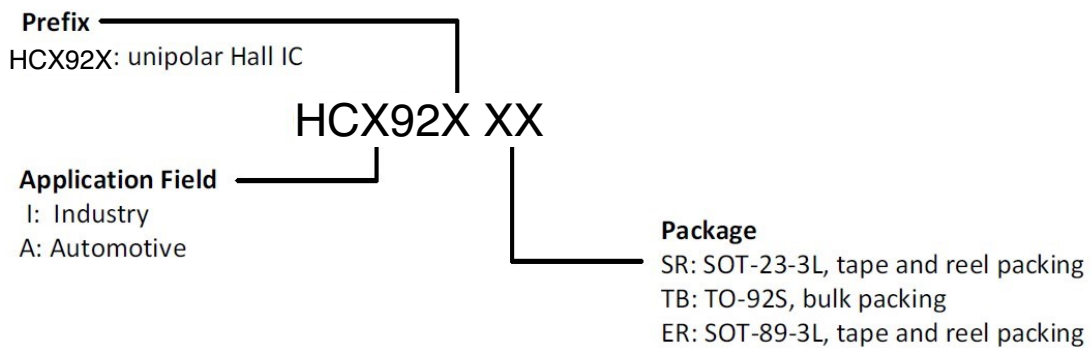 Prefix
HCX92X: unipolar Hall IC
HCX92X XX
Application Field
I: Industry
A: Automotive
Package
SR: SOT-23-3L, tape and reel packing
TB: TO-92S, bulk packing
ER: SOT-89-3L, tape and reel packing